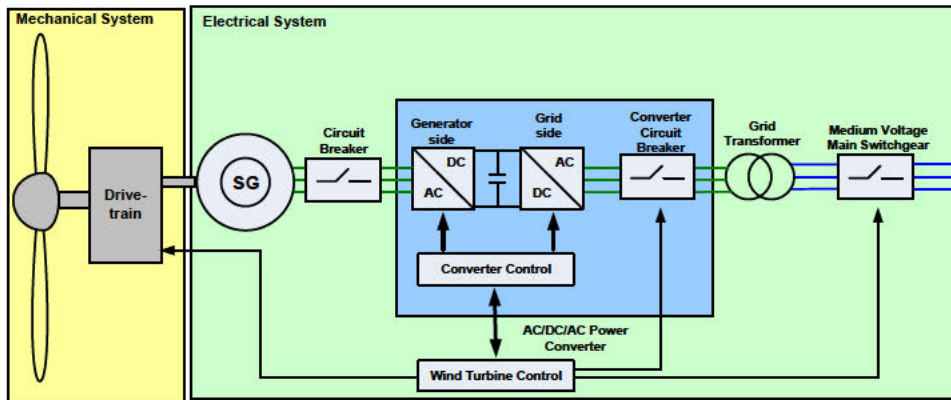 Mechanical System
Electrical System
Drive-
train
SG
Circuit
Breaker
Generator
side
DC
AC
Grid
side
AC
DC
Converter
Circuit
Breaker
Grid
Transformer
Medium Voltage
Main Switchgear
Converter Control
AC/DC/AC Power
Converter
Wind Turbine Control